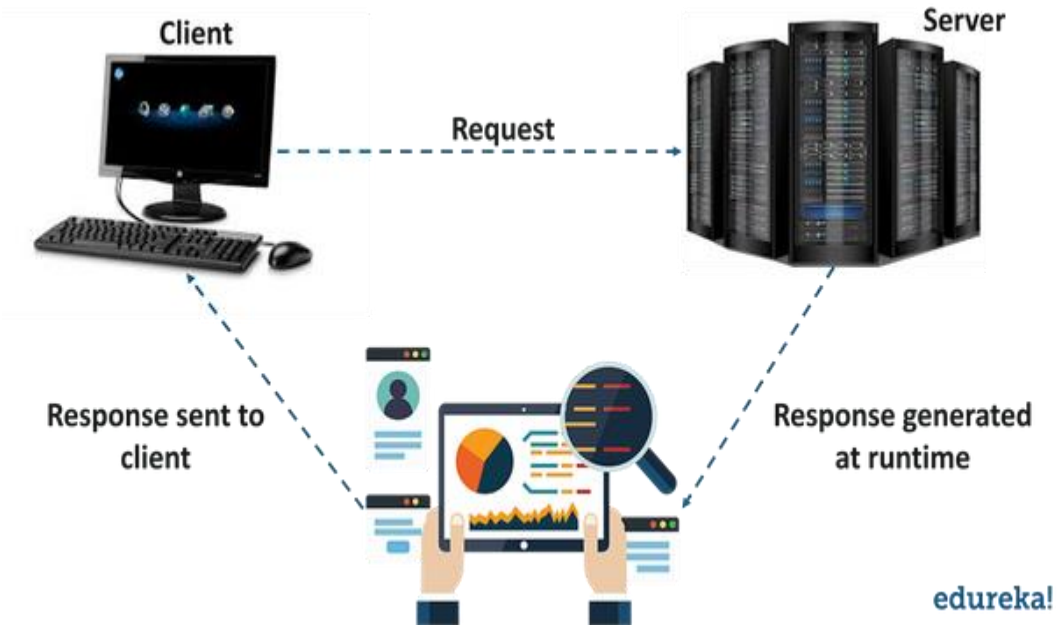 Client
Server
Request
Response sent to
client
Response generated
at runtime
edureka!